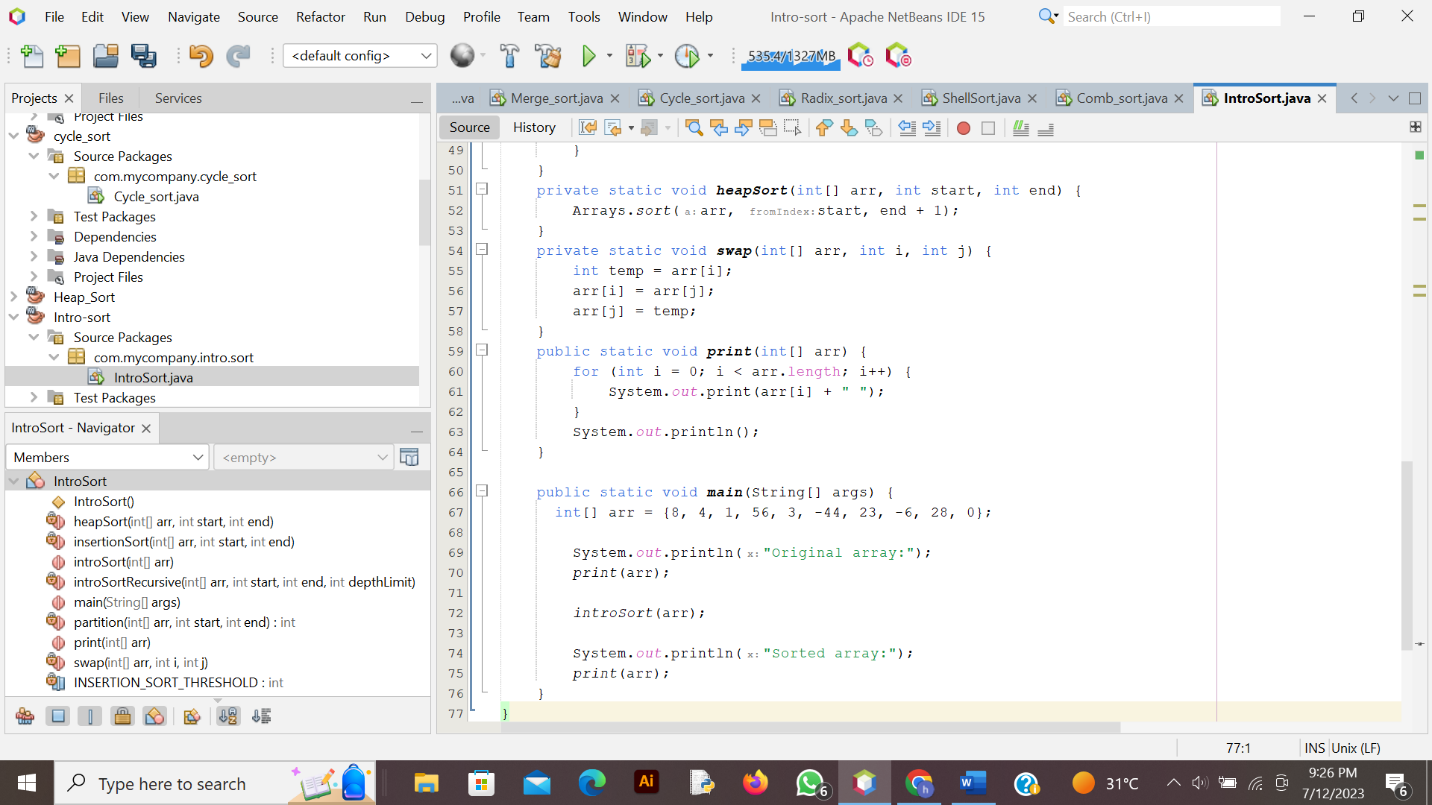 File Edit View Navigate Source Refactor Run Debug Profile Team Tools Window Help Intro-sort - Apache NetBeans IDE 15 Search (Ctrl+I)
<default config> 535.4/1327MB
Projects Files Services
Project Files
cycle_sort
Source Packages
com.mycompany.cycle_sort
Cycle_sort.java
Test Packages
Dependencies
Java Dependencies
Project Files
Heap_Sort
Intro-sort
Source Packages
com.mycompany.intro.sort
IntroSort.java
Test Packages
IntroSort - Navigator
Members <empty>
IntroSort
IntroSort()
heapSort(int[] arr, int start, int end)
insertionSort(int[] arr, int start, int end)
introSort(int[] arr)
introSortRecursive(int[] arr, int start, int end, int depthLimit)
main(String[] args)
partition(int[] arr, int start, int end) : int
print(int[] arr)
swap(int[] arr, int i, int j)
INSERTION_SORT_THRESHOLD : int
...va Merge_sort.java Cycle_sort.java Radix_sort.java ShellSort.java Comb_sort.java IntroSort.java
Source History
49 }
50 }
51 private static void heapSort(int[] arr, int start, int end) {
52 Arrays.sort( a: arr, fromIndex: start, end + 1);
53 }
54 private static void swap(int[] arr, int i, int j) {
55 int temp = arr[i];
56 arr[i] = arr[j];
57 arr[j] = temp;
58 }
59 public static void print(int[] arr) {
60 for (int i = 0; i < arr.length; i++) {
61 System.out.print(arr[i] + " ");
62 }
63 System.out.println();
64 }
65
66 public static void main(String[] args) {
67 int[] arr = {8, 4, 1, 56, 3, -44, 23, -6, 28, 0};
68
69 System.out.println( x: "Original array:");
70 print(arr);
71
72 introSort(arr);
73
74 System.out.println( x: "Sorted array:");
75 print(arr);
76 }
77 }
77:1 INS Unix (LF)
Type here to search Ai 6 W 31°C 9:26 PM 6
7/12/2023